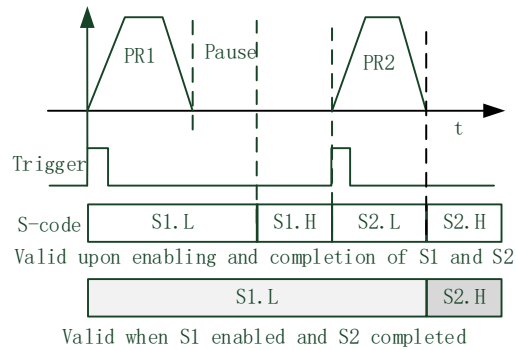 PR1
Pause
PR2
t
Trigger
S-code S1.L S1.H S2.L S2.H
Valid upon enabling and completion of S1 and S2
S1.L S2.H
Valid when S1 enabled and S2 completed